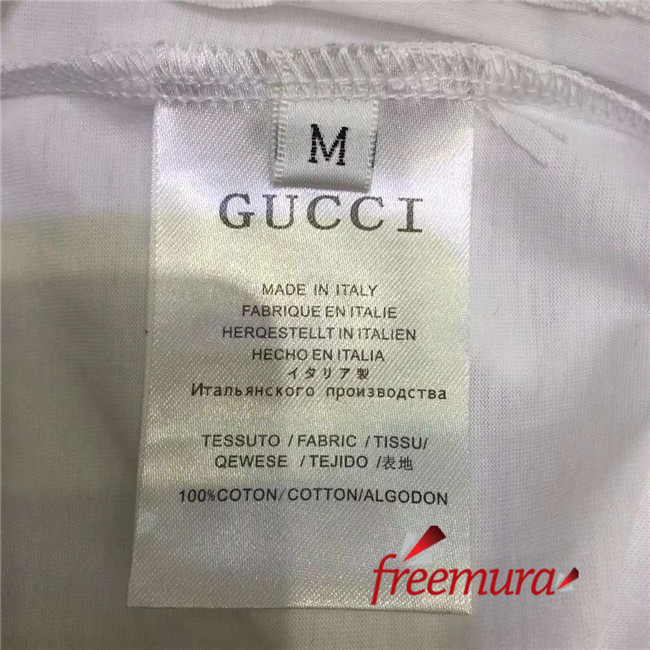 M
GUCCI
MADE IN ITALY
FABRIQUE EN ITALIE
HERQESTELLT IN ITALIEN
HECHO EN ITALIA
イタリア製
Итальянского производства
TESSUTO / FABRIC / TISSU/
QEWESE / TEJIDO /表地
100%COTON/COTTON/ALGODON
freemura